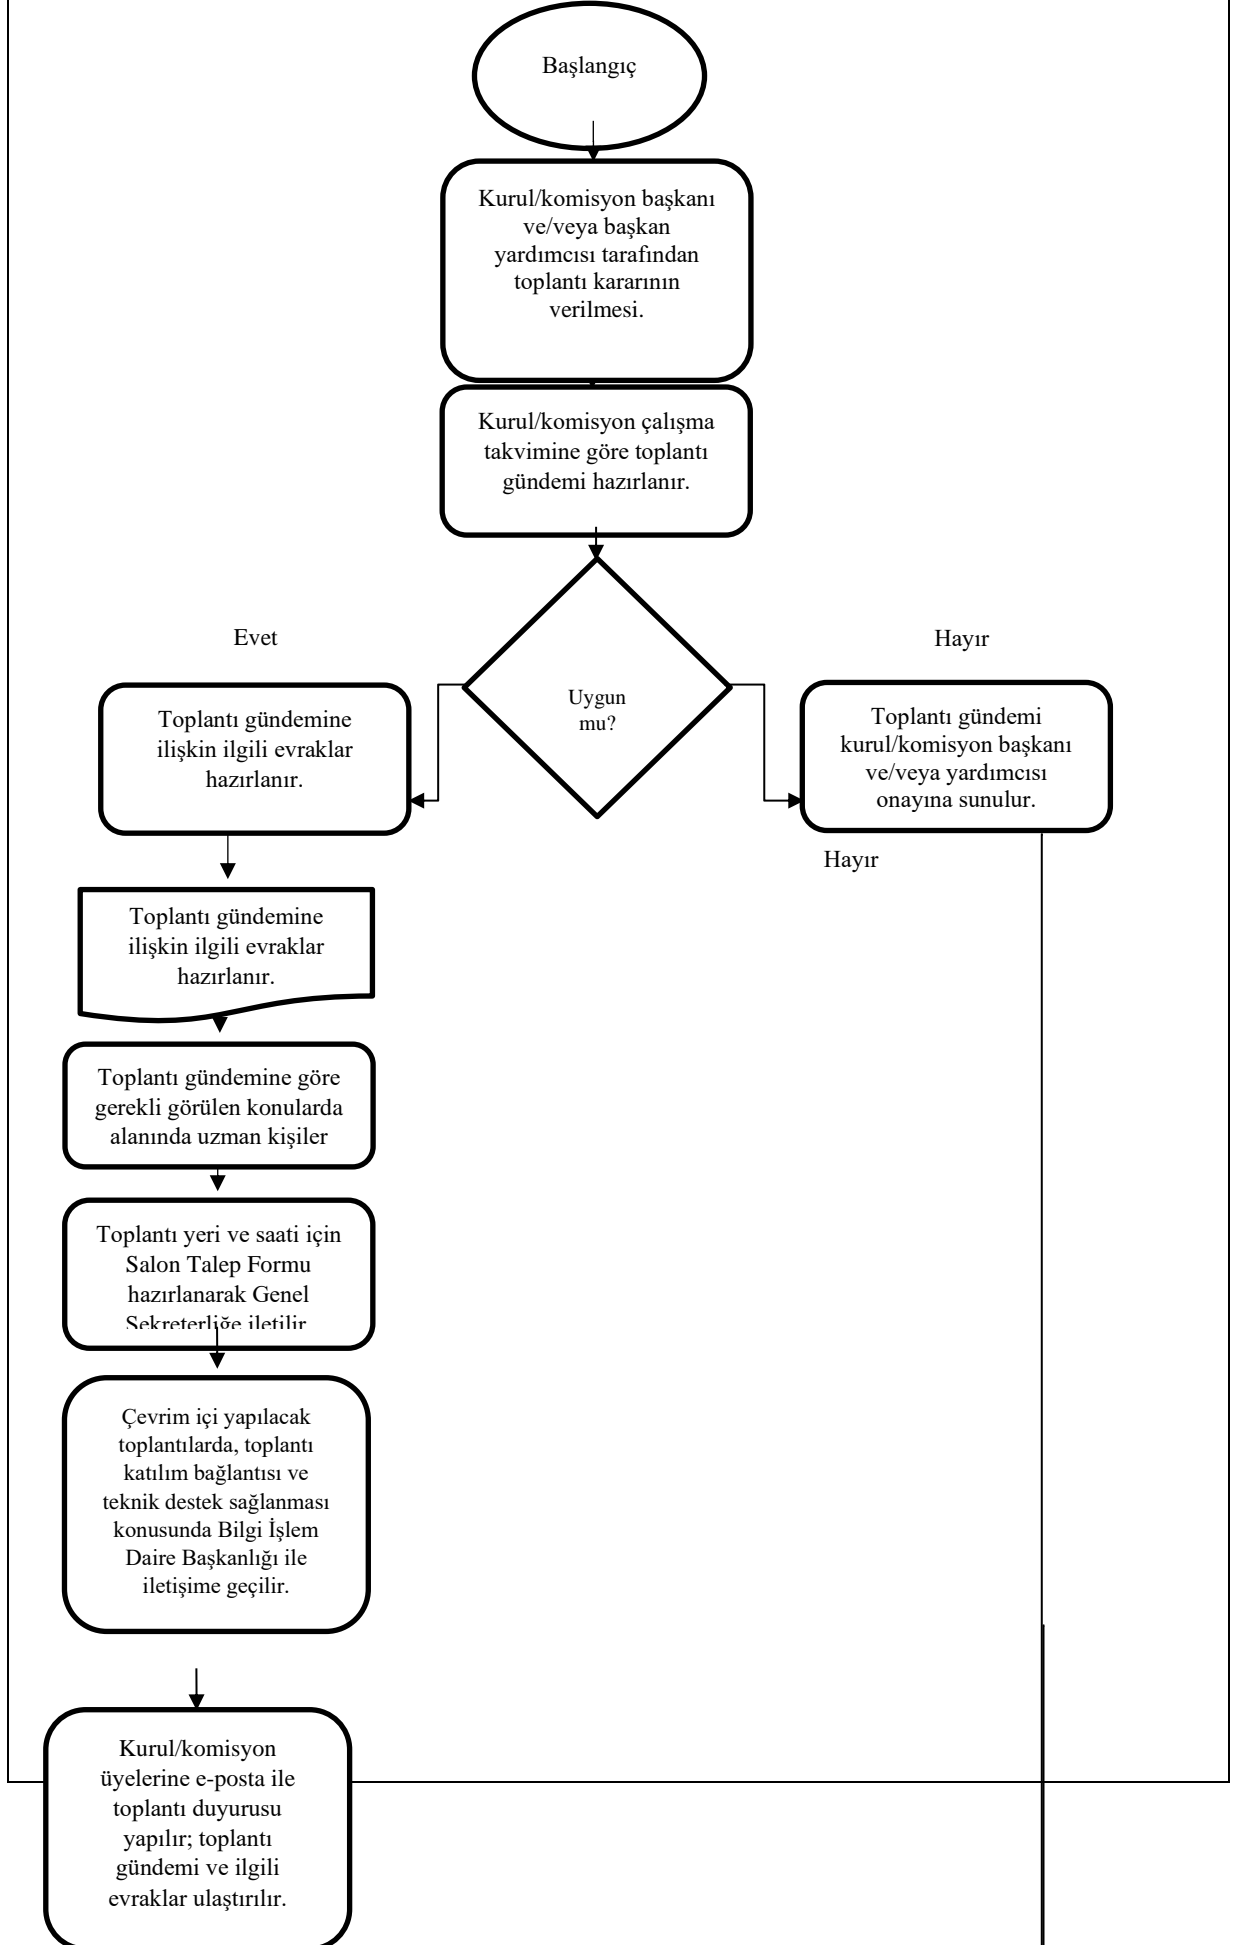 Başlangıç
Kurul/komisyon başkanı
ve/veya başkan
yardımcısı tarafından
toplantı kararının
verilmesi.
Kurul/komisyon çalışma
takvimine göre toplantı
gündemi hazırlanır.
Evet
Hayır
Uygun
mu?
Toplantı gündemine
ilişkin ilgili evraklar
hazırlanır.
Toplantı gündemi
kurul/komisyon başkanı
ve/veya yardımcısı
onayına sunulur.
Hayır
Toplantı gündemine
ilişkin ilgili evraklar
hazırlanır.
Toplantı gündemine göre
gerekli görülen konularda
alanında uzman kişiler
Toplantı yeri ve saati için
Salon Talep Formu
hazırlanarak Genel
Sekreterliğe iletilir
Çevrim içi yapılacak
toplantılarda, toplantı
katılım bağlantısı ve
teknik destek sağlanması
konusunda Bilgi İşlem
Daire Başkanlığı ile
iletişime geçilir.
Kurul/komisyon
üyelerine e-posta ile
toplantı duyurusu
yapılır; toplantı
gündemi ve ilgili
evraklar ulaştırılır.